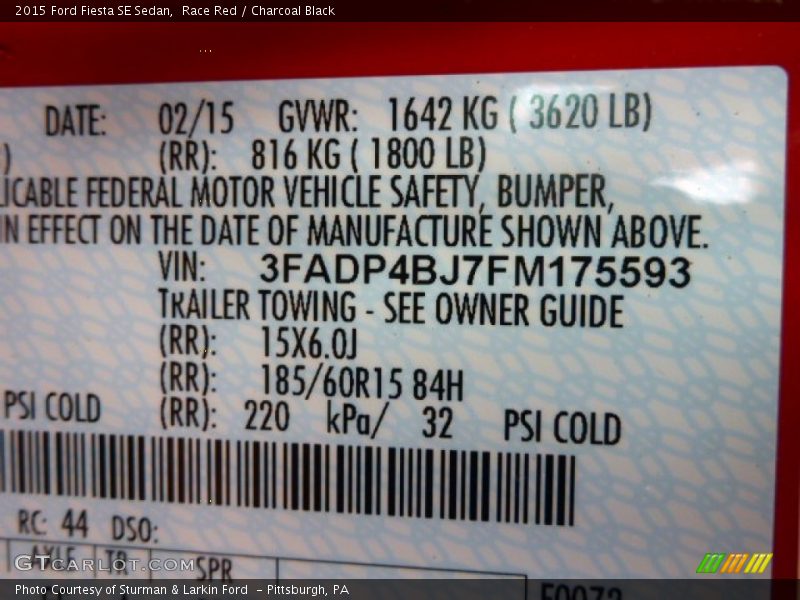 2015 Ford Fiesta SE Sedan, Race Red / Charcoal Black
DATE: 02/15 GVWR: 1642 KG ( 3620 LB)
) (RR): 816 KG ( 1800 LB)
LICABLE FEDERAL MOTOR VEHICLE SAFETY, BUMPER,
IN EFFECT ON THE DATE OF MANUFACTURE SHOWN ABOVE.
VIN: 3FADP4BJ7FM175593
TRAILER TOWING - SEE OWNER GUIDE
(RR): 15X6.0J
(RR): 185/60R15 84H
PSI COLD (RR): 220 kPa/ 32 PSI COLD
RC: 44 DSO:
AXLE TR SPR
GTCarLot.com
Photo Courtesy of Sturman & Larkin Ford - Pittsburgh, PA